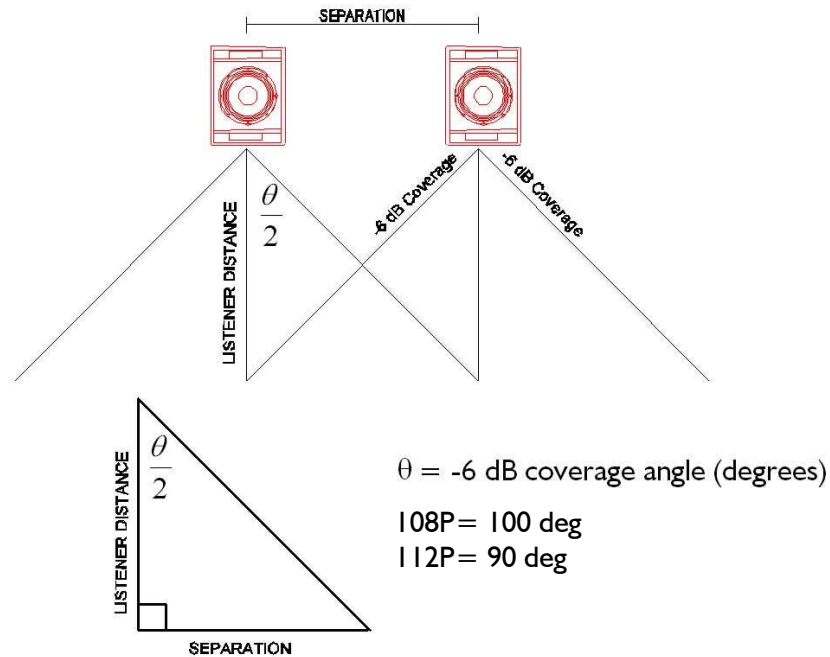 SEPARATION
-6 dB Coverage
-6 dB Coverage
θ
2
LISTENER DISTANCE
θ
2
LISTENER DISTANCE
θ = -6 dB coverage angle (degrees)
108P= 100 deg
112P= 90 deg
SEPARATION